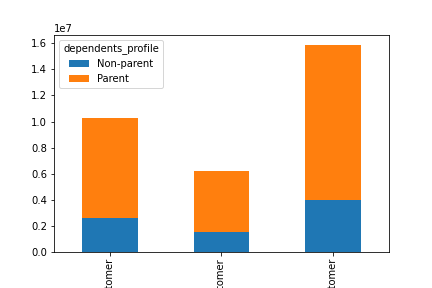 1e7
1.6
1.4
1.2
1.0
0.8
0.6
0.4
0.2
0.0
dependents_profile
Non-parent
Parent
tomer
tomer
tomer